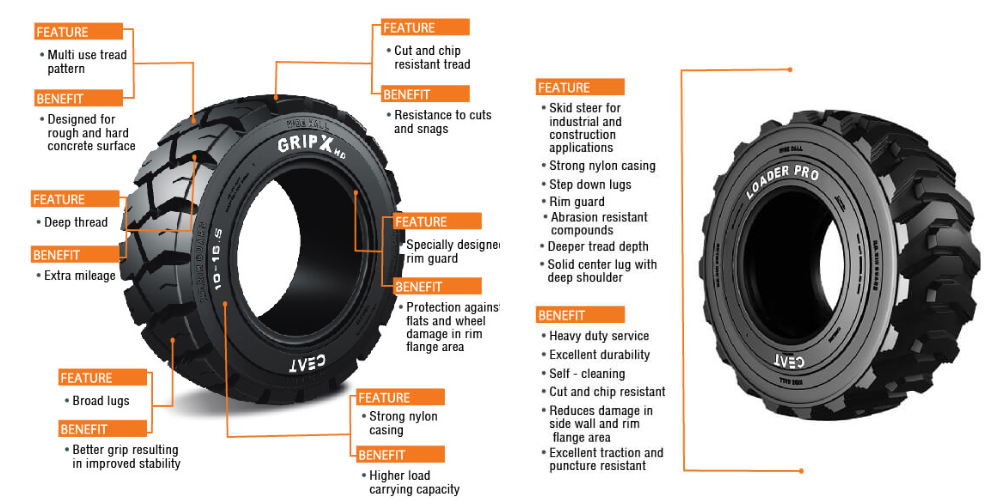 FEATURE
• Multi use tread
pattern
BENEFIT
• Designed for
rough and hard
concrete surface
FEATURE
• Cut and chip
resistant tread
BENEFIT
• Resistance to cuts
and snags
GRIP X HD
10-16.5
CEAT
FEATURE
• Deep thread
BENEFIT
• Extra mileage
FEATURE
Specially designe
rim guard
BENEFIT
• Protection agains
flats and wheel
damage in rim
flange area
FEATURE
• Broad lugs
BENEFIT
• Better grip resulting
in improved stability
FEATURE
• Strong nylon
casing
BENEFIT
• Higher load
carrying capacity
FEATURE
• Skid steer for
industrial and
construction
applications
• Strong nylon casing
• Step down lugs
• Rim guard
• Abrasion resistant
compounds
• Deeper tread depth
• Solid center lug with
deep shoulder
BENEFIT
• Heavy duty service
• Excellent durability
• Self - cleaning
• Cut and chip resistant
• Reduces damage in
side wall and rim
flange area
• Excellent traction and
puncture resistant
LOADER PRO
CEAT